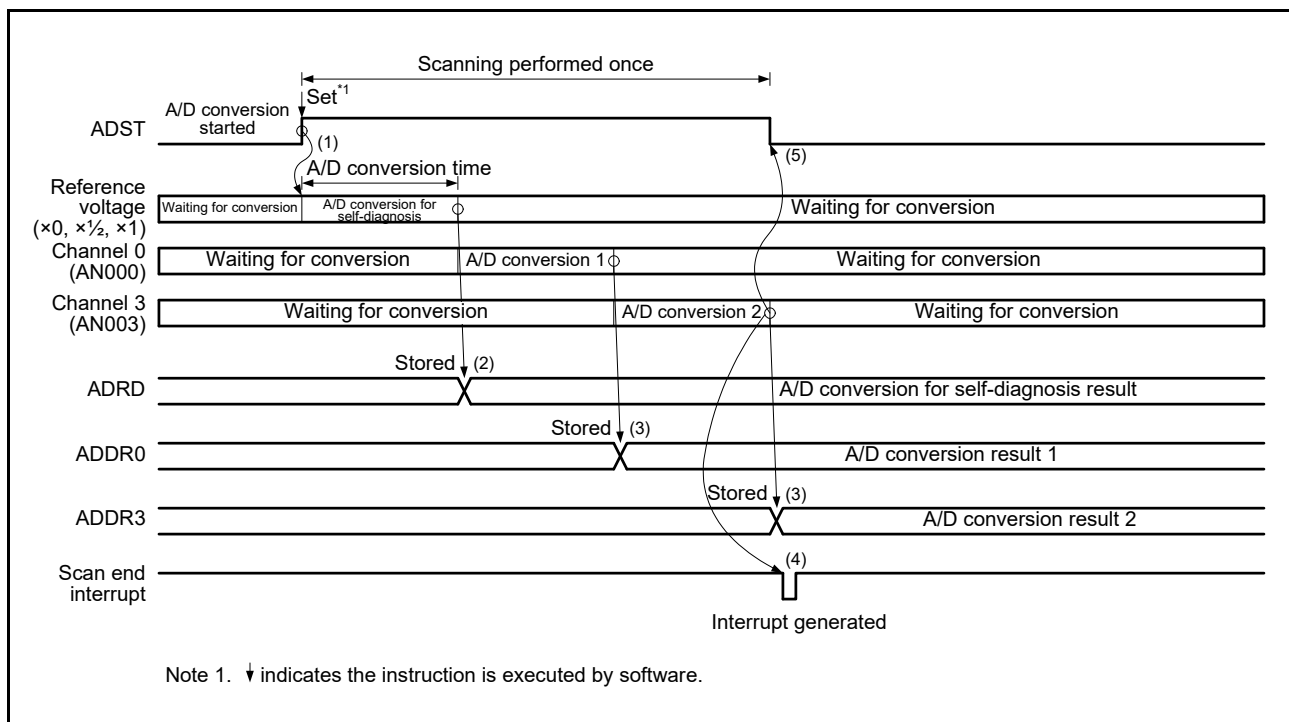 Scanning performed once
Set*1
A/D conversion
started
ADST
(1)
(5)
A/D conversion time
Reference
voltage
(×0, ×½, ×1)
Waiting for conversion
A/D conversion for
self-diagnosis
Waiting for conversion
Channel 0
(AN000)
Waiting for conversion
A/D conversion 1
Waiting for conversion
Channel 3
(AN003)
Waiting for conversion
A/D conversion 2
Waiting for conversion
Stored (2)
ADRD
A/D conversion for self-diagnosis result
Stored (3)
ADDR0
A/D conversion result 1
Stored (3)
ADDR3
A/D conversion result 2
(4)
Scan end
interrupt
Interrupt generated
Note 1. ↓ indicates the instruction is executed by software.